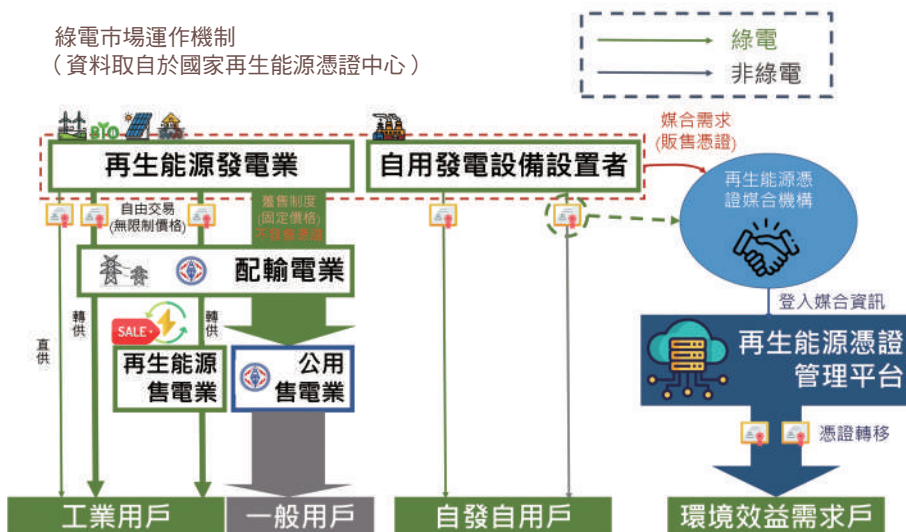 綠電市場運作機制
（資料取自於國家再生能源憑證中心）
綠電
非綠電
BIO
再生能源發電業
自用發電設備設置者
媒合需求
(販售憑證)
再生能源憑
證媒合機構
自由交易
(無限制價格)
躉售制度
(固定價格)
不核發憑證
配輸電業
登入媒合資訊
直供
轉供
SALE
轉供
再生能源
售電業
公用
售電業
再生能源憑證
管理平台
憑證轉移
工業用戶
一般用戶
自發自用戶
環境效益需求戶